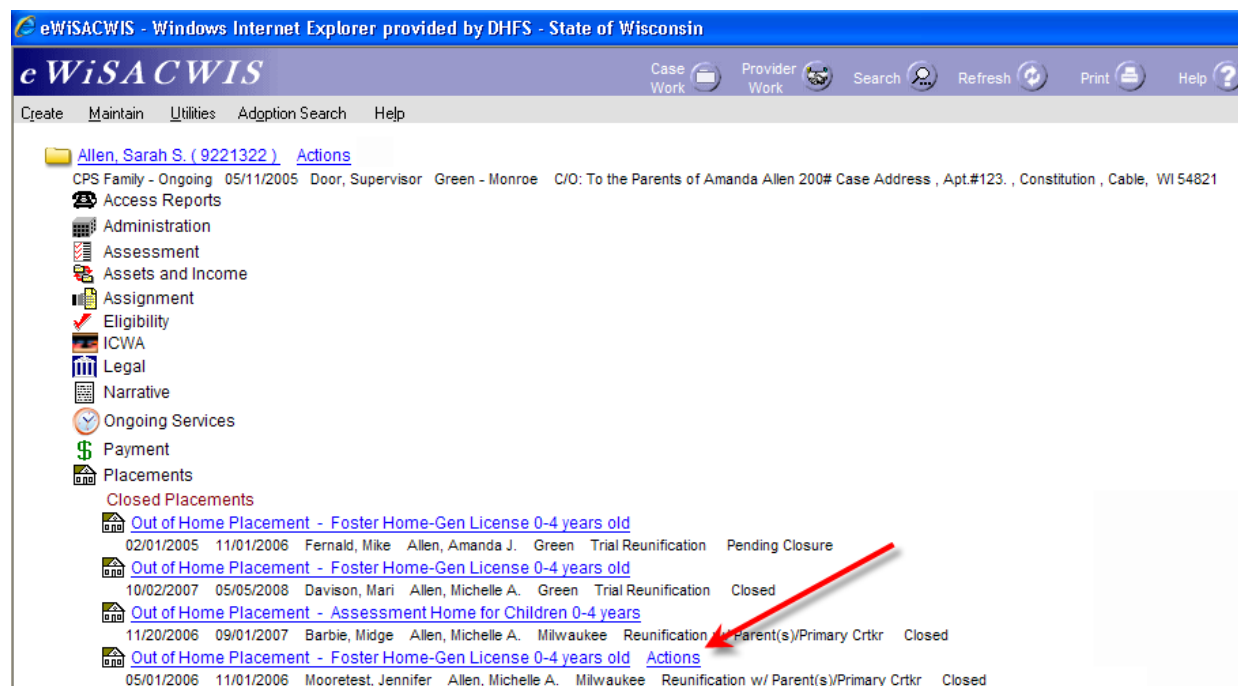 eWiSACWIS - Windows Internet Explorer provided by DHFS - State of Wisconsin
e WiSACWIS Case Work Provider Work Search Refresh Print Help
Create Maintain Utilities Adoption Search Help
Allen, Sarah S. ( 9221322 ) Actions
CPS Family - Ongoing 05/11/2005 Door, Supervisor Green - Monroe C/O: To the Parents of Amanda Allen 200# Case Address , Apt.#123. , Constitution , Cable, WI 54821
Access Reports
Administration
Assessment
Assets and Income
Assignment
Eligibility
ICWA
Legal
Narrative
Ongoing Services
Payment
Placements
Closed Placements
Out of Home Placement - Foster Home-Gen License 0-4 years old
02/01/2005 11/01/2006 Fernald, Mike Allen, Amanda J. Green Trial Reunification Pending Closure
Out of Home Placement - Foster Home-Gen License 0-4 years old
10/02/2007 05/05/2008 Davison, Mari Allen, Michelle A. Green Trial Reunification Closed
Out of Home Placement - Assessment Home for Children 0-4 years
11/20/2006 09/01/2007 Barbie, Midge Allen, Michelle A. Milwaukee Reunification w/ Parent(s)/Primary Crtkr Closed
Out of Home Placement - Foster Home-Gen License 0-4 years old Actions
05/01/2006 11/01/2006 Mooretest, Jennifer Allen, Michelle A. Milwaukee Reunification w/ Parent(s)/Primary Crtkr Closed